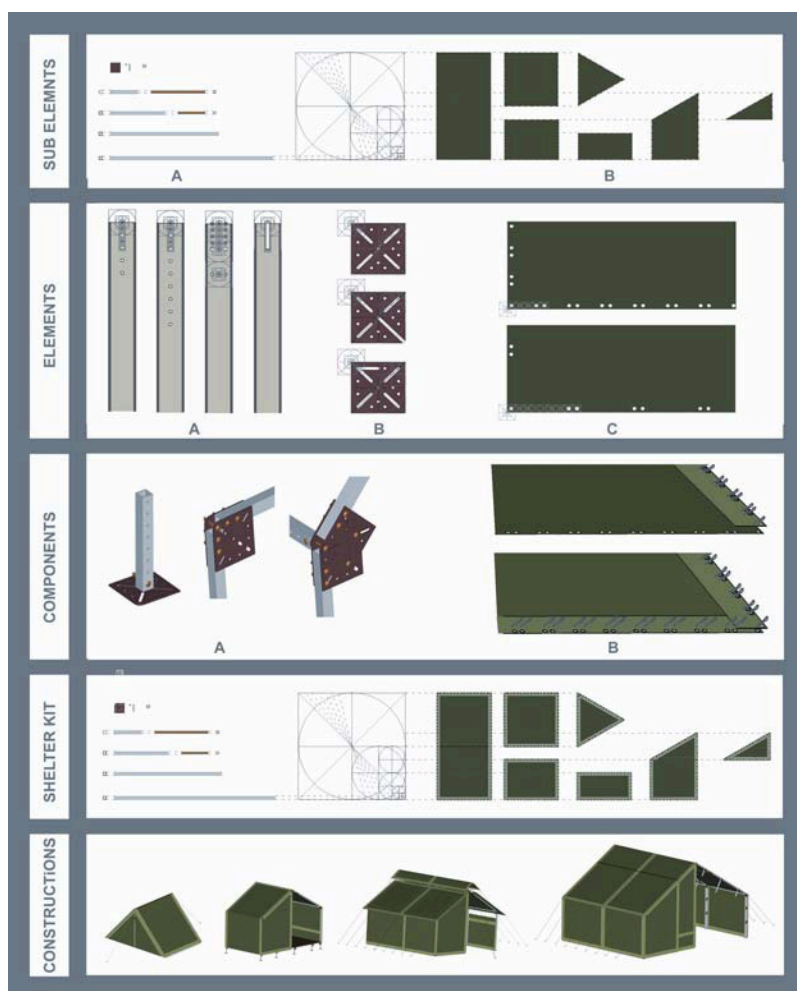 SUB ELEMNTS
A
B
ELEMENTS
A
B
C
COMPONENTS
A
B
SHELTER KIT
CONSTRUCTiONS